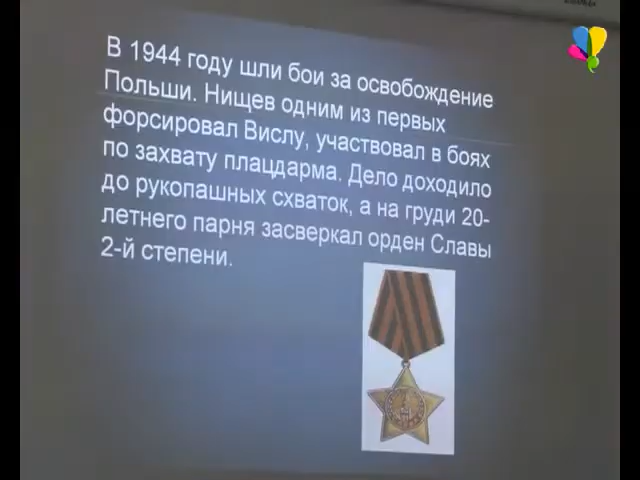 В 1944 году шли бои за освобождение
Польши. Нищев одним из первых
форсировал Вислу, участвовал в боях
по захвату плацдарма. Дело доходило
до рукопашных схваток, а на груди 20-
летнего парня засверкал орден Славы
2-й степени.